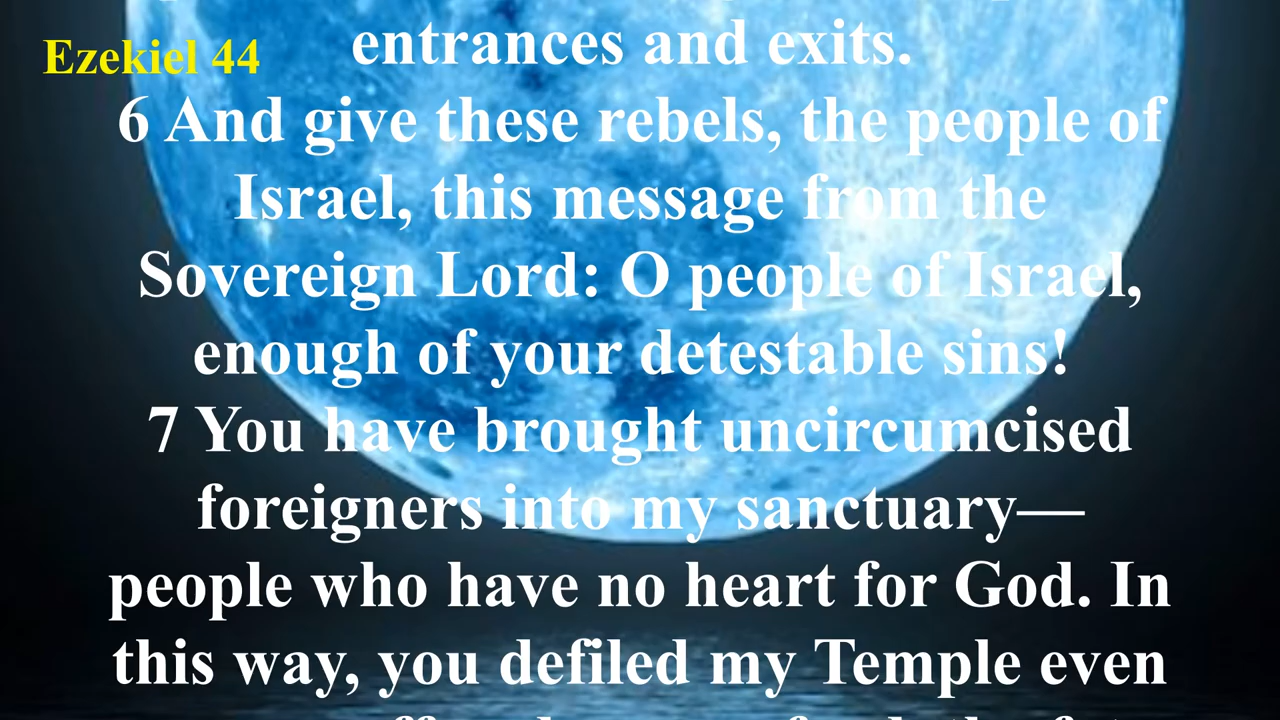 Ezekiel 44
entrances and exits.
6 And give these rebels, the people of
Israel, this message from the
Sovereign Lord: O people of Israel,
enough of your detestable sins!
7 You have brought uncircumcised
foreigners into my sanctuary—
people who have no heart for God. In
this way, you defiled my Temple even